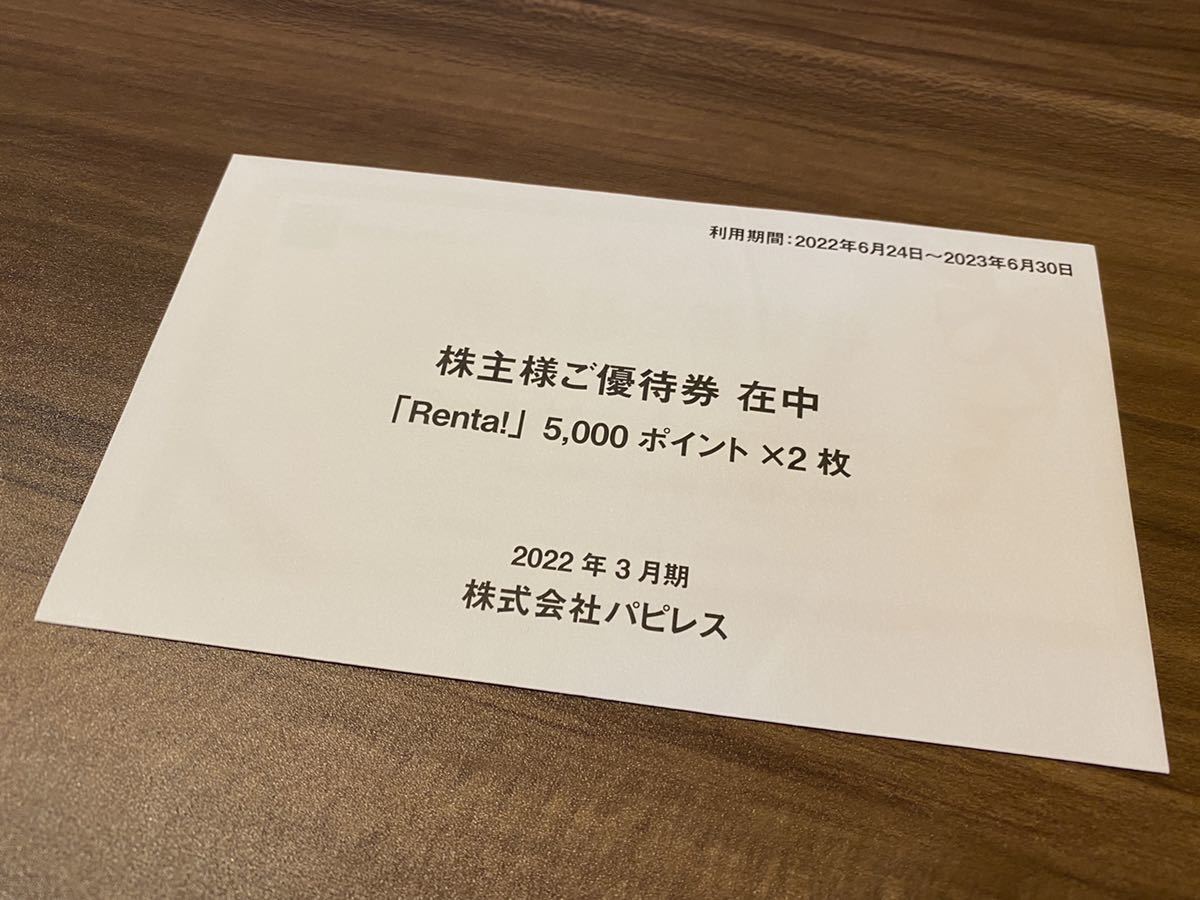 利用期間：2022年6月24日～2023年6月30日
株主様ご優待券 在中
「Renta!」 5,000 ポイント ×2 枚
2022 年 3 月期
株式会社パピレス